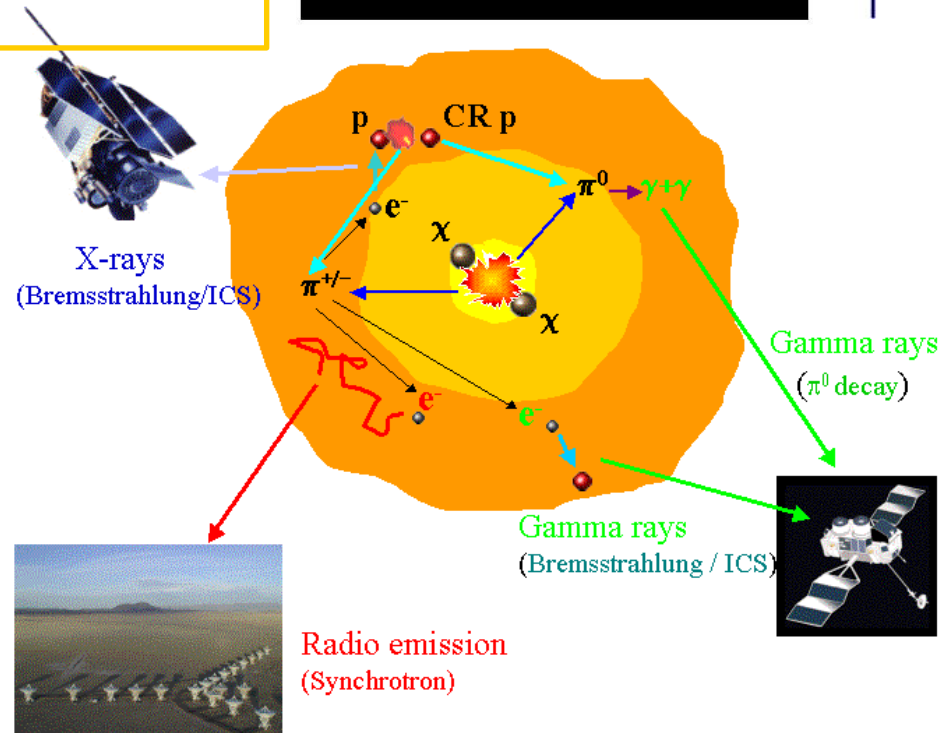 p
CR p
π⁰
γ+γ
e⁻
χ
X-rays
(Bremsstrahlung/ICS)
π⁺/⁻
χ
Gamma rays
(π⁰ decay)
e⁻
e⁻
Gamma rays
(Bremsstrahlung / ICS)
Radio emission
(Synchrotron)